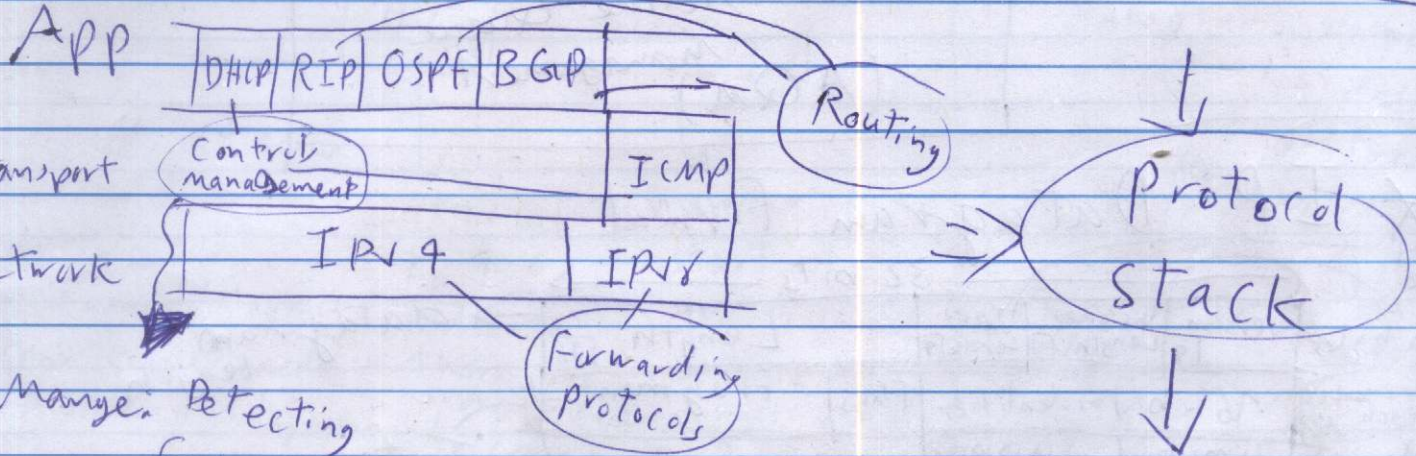 App
DHCP RIP OSPF BGP
Routing
ansport
Control
management
ICMP
twork
IPV4
IPV6
Forwarding
protocols
Mange: Detecting
Protocol
Stack